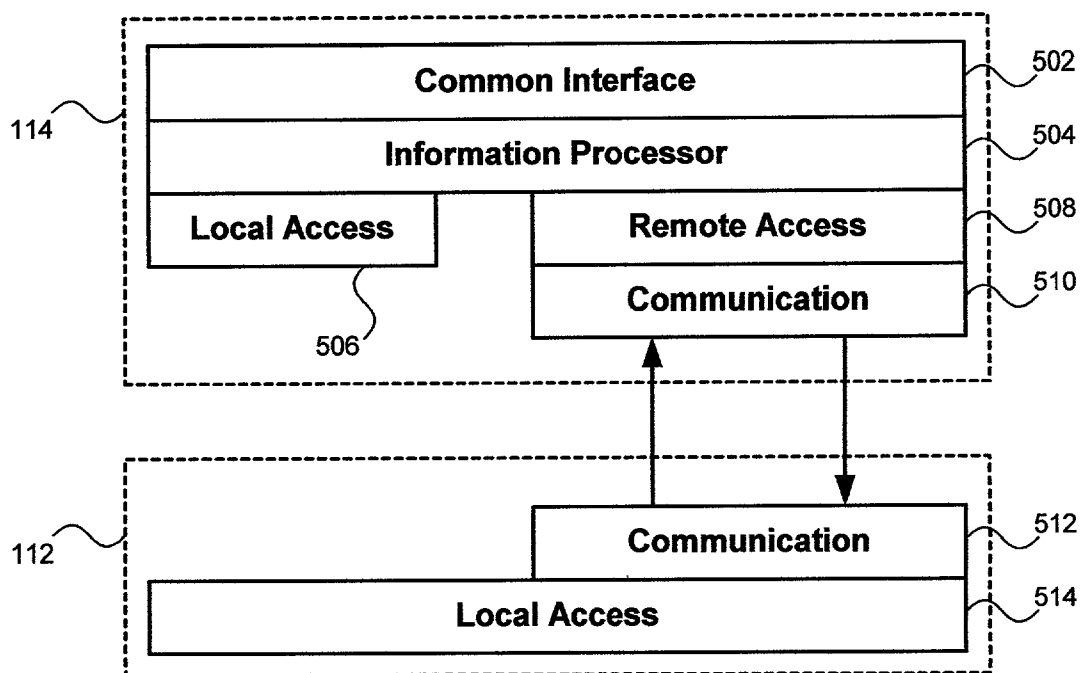 Common Interface
502
114
Information Processor
504
Local Access
Remote Access
508
Communication
510
506
Communication
512
112
Local Access
514